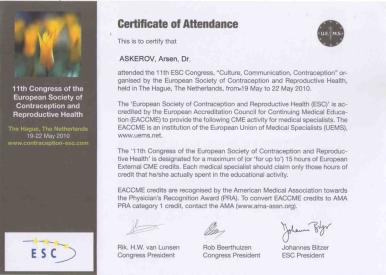 Certificate of Attendance
This is to certify that
ASKEROV, Arsen, Dr.
attended the 11th ESC Congress, "Culture, Communication, Contraception" or-
ganised by the European Society of Contraception and Reproductive Health,
held in The Hague, The Netherlands, from 19 May to 22 May 2010.
The 'European Society of Contraception and Reproductive Health (ESC)' is ac-
credited by the European Accreditation Council for Continuing Medical Educa-
tion (EACCME) to provide the following CME activity for medical specialists. The
EACCME is an institution of the European Union of Medical Specialists (UEMS),
www.uems.net.
The '11th Congress of the European Society of Contraception and Reproduc-
tive Health' is designated for a maximum of (or 'for up to') 15 hours of European
External CME credits. Each medical specialist should claim only those hours of
credit that he/she actually spent in the educational activity.
EACCME credits are recognised by the American Medical Association towards
the Physician's Recognition Award (PRA). To convert EACCME credits to AMA
PRA category 1 credit, contact the AMA (www.ama-assn.org).
Rik. H.W. van Lunsen
Congress President
Rob Beerthuizen
Congress President
Johannes Bitzer
ESC President
11th Congress of the
European Society of
Contraception and
Reproductive Health
The Hague, The Netherlands
19-22 May 2010
www.contraception-esc.com
ESC
U.E.M.S.